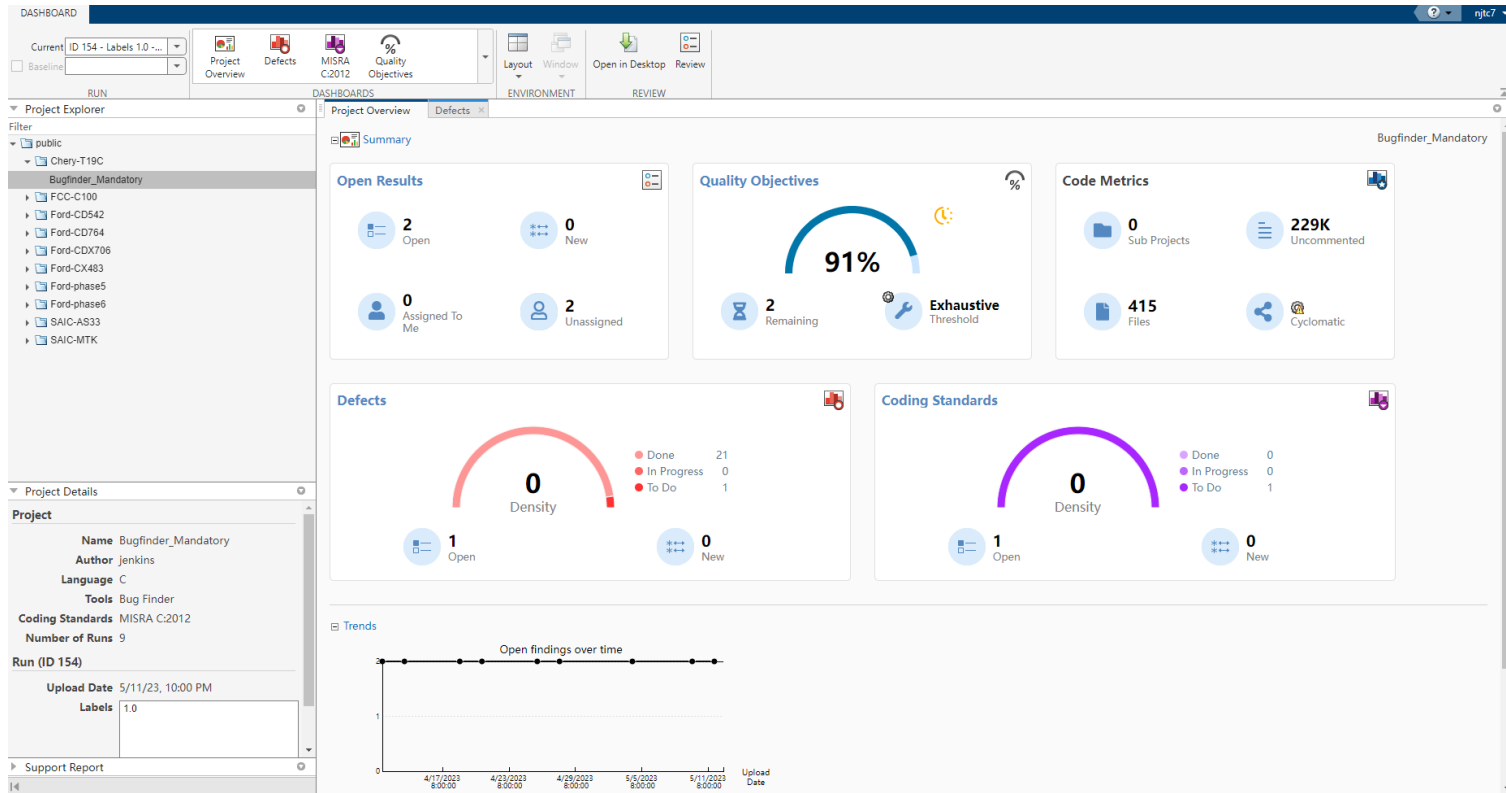 DASHBOARD
njtc7
Current ID 154 - Labels 1.0 -...
Baseline
RUN
Project Overview
Defects
MISRA C:2012
Quality Objectives
DASHBOARDS
Layout
Window
ENVIRONMENT
Open in Desktop
Review
REVIEW
Project Explorer
Filter
public
Chery-T19C
Bugfinder_Mandatory
FCC-C100
Ford-CD542
Ford-CD764
Ford-CDX706
Ford-CX483
Ford-phase5
Ford-phase6
SAIC-AS33
SAIC-MTK
Project Details
Project
Name Bugfinder_Mandatory
Author jenkins
Language C
Tools Bug Finder
Coding Standards MISRA C:2012
Number of Runs 9
Run (ID 154)
Upload Date 5/11/23, 10:00 PM
Labels 1.0
Support Report
Project Overview
Defects ×
Summary
Bugfinder_Mandatory
Open Results
2
Open
0
New
0
Assigned To
Me
2
Unassigned
Quality Objectives
%
91%
2
Remaining
Exhaustive
Threshold
Code Metrics
0
Sub Projects
229K
Uncommented
415
Files
Cyclomatic
Defects
0
Density
Done 21
In Progress 0
To Do 1
1
Open
0
New
Coding Standards
0
Density
Done 0
In Progress 0
To Do 1
1
Open
0
New
Trends
Open findings over time
2
1
0
4/17/2023 4/23/2023 4/29/2023 5/5/2023 5/11/2023
8:00:00 8:00:00 8:00:00 8:00:00 8:00:00
Upload
Date